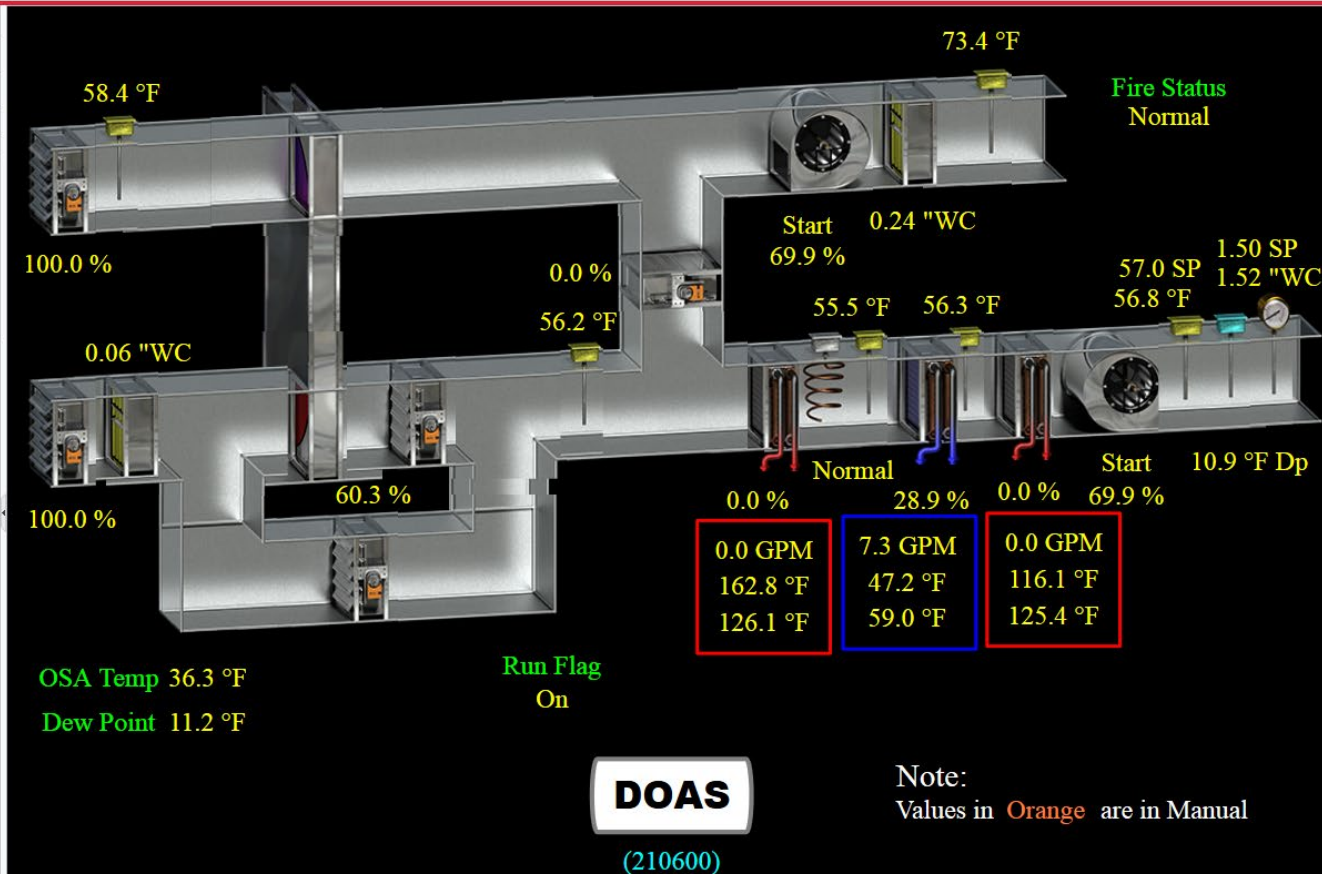 73.4 °F
58.4 °F
Fire Status
Normal
100.0 %
Start
69.9 %
0.24 "WC
0.0 %
56.2 °F
55.5 °F
56.3 °F
57.0 SP
56.8 °F
1.50 SP
1.52 "WC
0.06 "WC
100.0 %
60.3 %
Normal
0.0 %
28.9 %
0.0 %
Start
69.9 %
10.9 °F Dp
0.0 GPM
162.8 °F
126.1 °F
7.3 GPM
47.2 °F
59.0 °F
0.0 GPM
116.1 °F
125.4 °F
OSA Temp 36.3 °F
Dew Point 11.2 °F
Run Flag
On
DOAS
(210600)
Note:
Values in Orange are in Manual